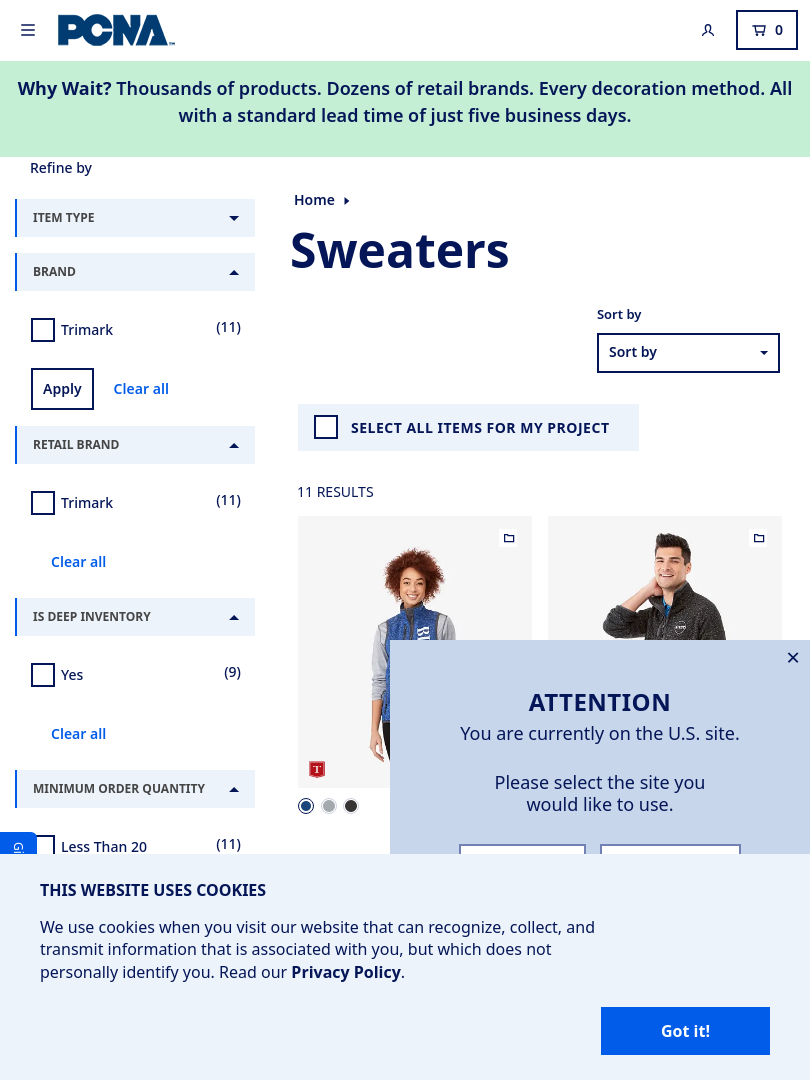 PCNA
0
Why Wait? Thousands of products. Dozens of retail brands. Every decoration method. All
with a standard lead time of just five business days.
Refine by
ITEM TYPE
BRAND
Trimark
(11)
Apply
Clear all
RETAIL BRAND
Trimark
(11)
Clear all
IS DEEP INVENTORY
Yes
(9)
Clear all
MINIMUM ORDER QUANTITY
Less Than 20
(11)
Home
Sweaters
Sort by
Sort by
SELECT ALL ITEMS FOR MY PROJECT
11 RESULTS
T
ATTENTION
You are currently on the U.S. site.
Please select the site you
would like to use.
THIS WEBSITE USES COOKIES
We use cookies when you visit our website that can recognize, collect, and
transmit information that is associated with you, but which does not
personally identify you. Read our Privacy Policy.
Got it!